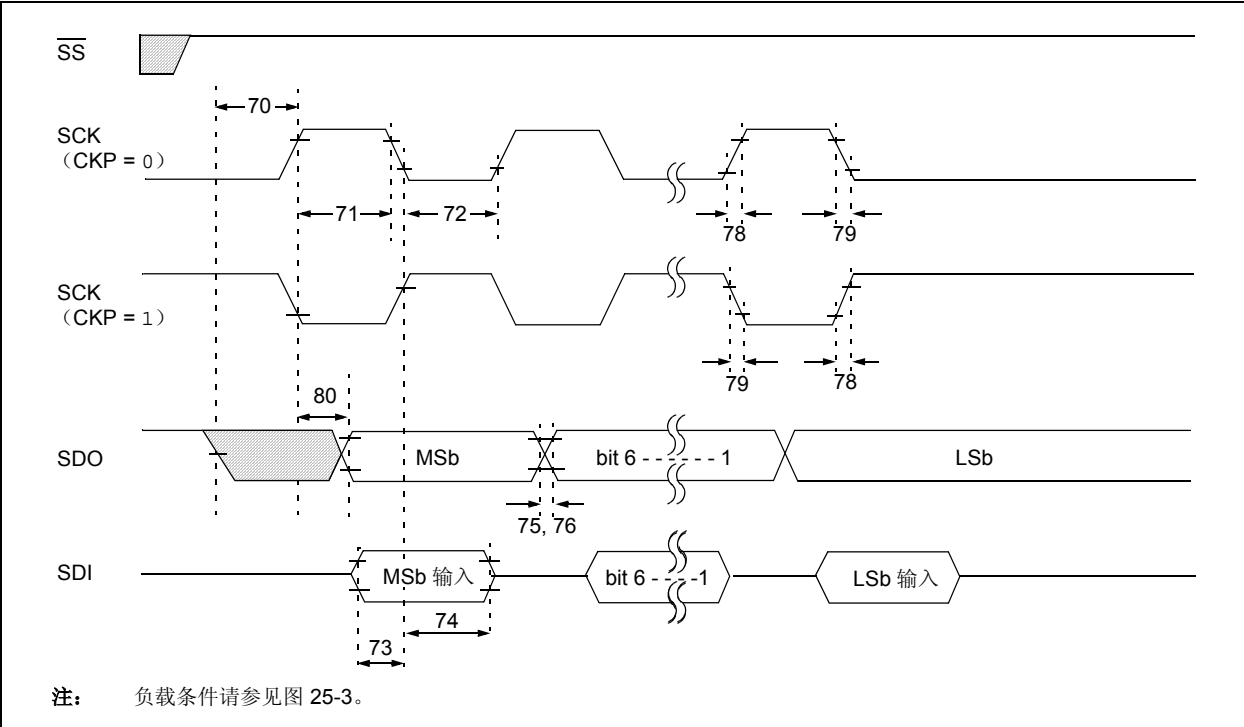 SS
70
SCK
（CKP = 0）
71
72
78
79
SCK
（CKP = 1）
79
78
80
SDO
MSb
bit 6 - - - - - - 1
LSb
75, 76
SDI
MSb 输入
bit 6 - - - -1
LSb 输入
74
73
注： 负载条件请参见图 25-3。